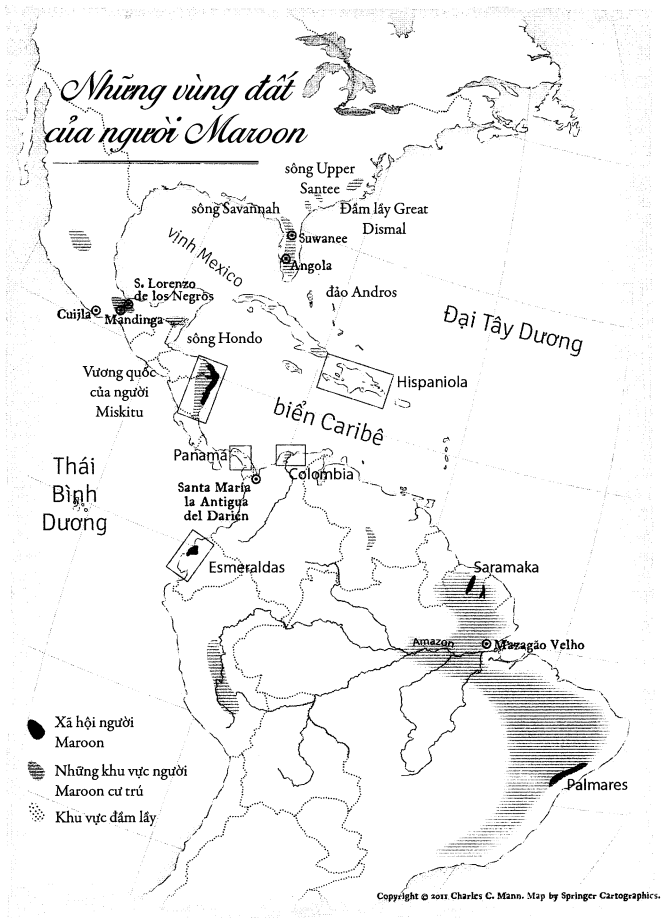 Những vùng đất
của người Maroon
sông Upper
Santee
sông Savannah
Đầm lầy Great
Dismal
Suwanee
vịnh Mexico
Angola
S. Lorenzo
de los Negros
đảo Andros
Cuijla
Mandinga
Đại Tây Dương
sông Hondo
Vương quốc
của người
Miskitu
Hispaniola
biển Caribê
Panama
Colombia
Thái
Bình
Dương
Santa María
la Antigua
del Darién
Esmeraldas
Saramaka
Amazon
Mazagão Velho
Xã hội người
Maroon
Những khu vực người
Maroon cư trú
Khu vực đầm lầy
Palmares
Copyright © 2011 Charles C. Mann. Map by Springer Cartographics.